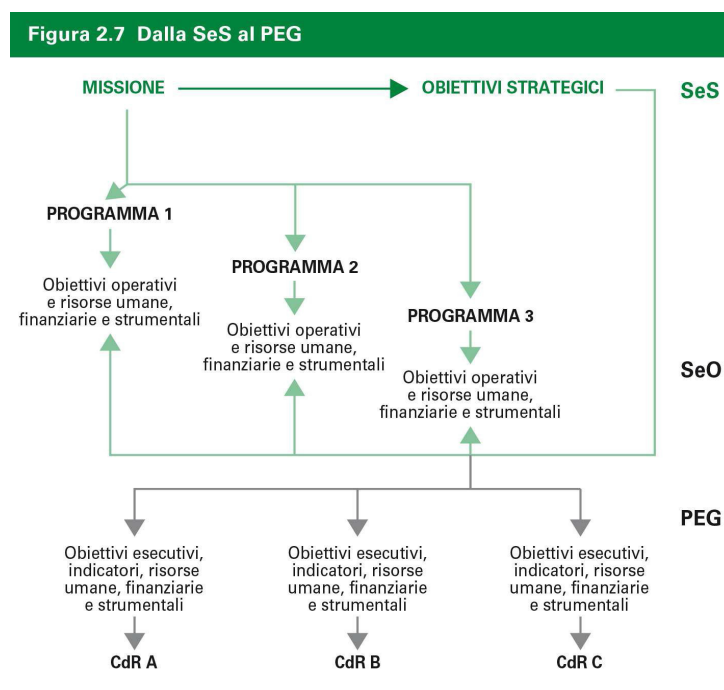 Figura 2.7 Dalla SeS al PEG
MISSIONE
OBIETTIVI STRATEGICI
SeS
PROGRAMMA 1
Obiettivi operativi
e risorse umane,
finanziarie e strumentali
PROGRAMMA 2
Obiettivi operativi
e risorse umane,
finanziarie e strumentali
PROGRAMMA 3
Obiettivi operativi
e risorse umane,
finanziarie e strumentali
SeO
PEG
Obiettivi esecutivi,
indicatori, risorse
umane, finanziarie
e strumentali
CdR A
Obiettivi esecutivi,
indicatori, risorse
umane, finanziarie
e strumentali
CdR B
Obiettivi esecutivi,
indicatori, risorse
umane, finanziarie
e strumentali
CdR C